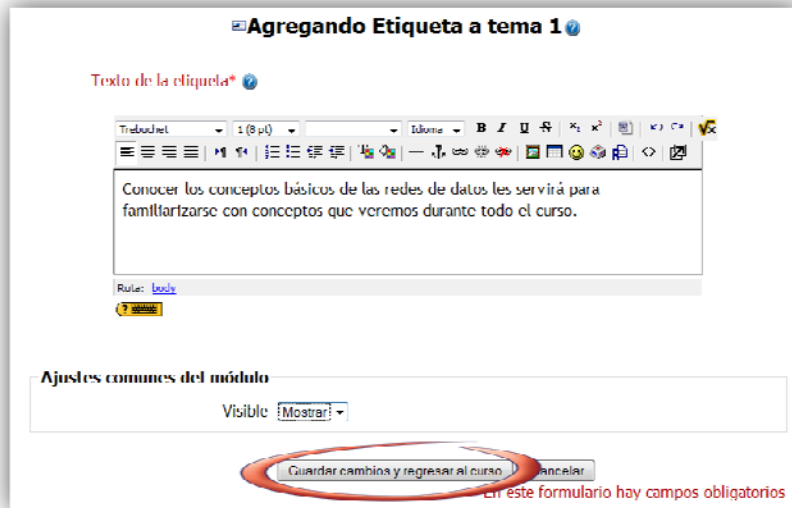 Agregando Etiqueta a tema 1
Texto de la etiqueta*
Trebuchet 1 (8 pt) Idioma B I U S x₂ x²
Conocer los conceptos básicos de las redes de datos les servirá para
familiarizarse con conceptos que veremos durante todo el curso.
Ruta: body
Ajustes comunes del módulo
Visible Mostrar
Guardar cambios y regresar al curso Cancelar
En este formulario hay campos obligatorios